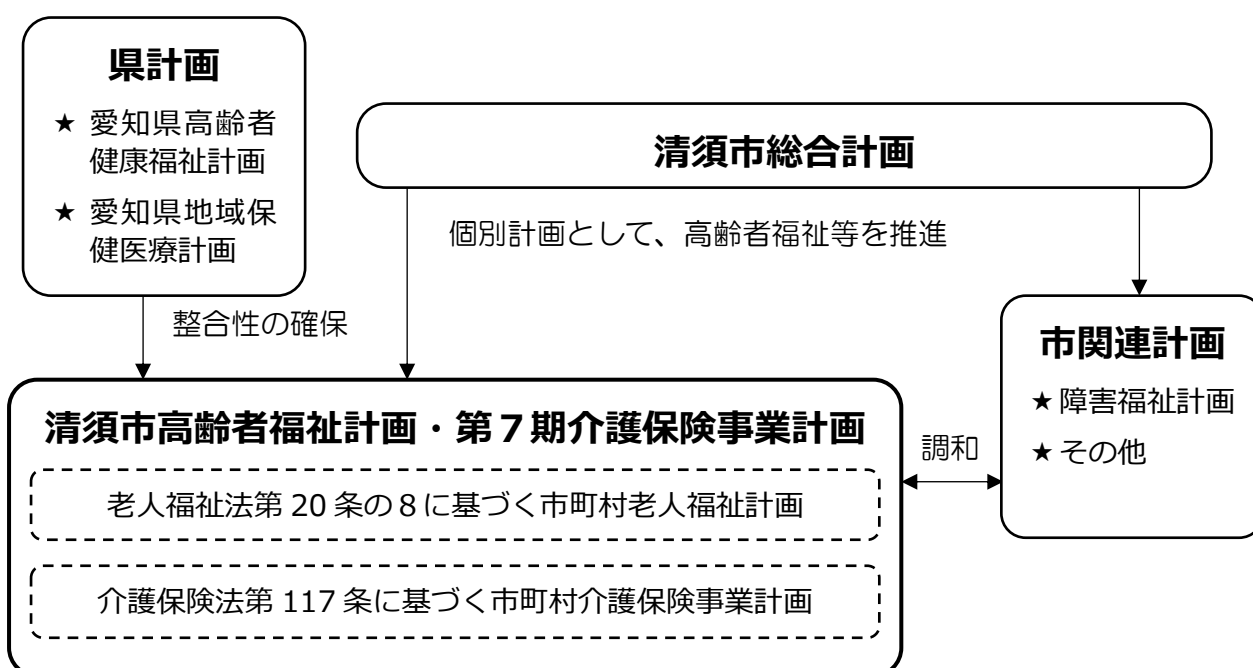 県計画
★ 愛知県高齢者
健康福祉計画
★ 愛知県地域保
健医療計画
清須市総合計画
個別計画として、高齢者福祉等を推進
整合性の確保
市関連計画
★ 障害福祉計画
★ その他
清須市高齢者福祉計画・第７期介護保険事業計画
調和
老人福祉法第 20 条の８に基づく市町村老人福祉計画
介護保険法第 117 条に基づく市町村介護保険事業計画